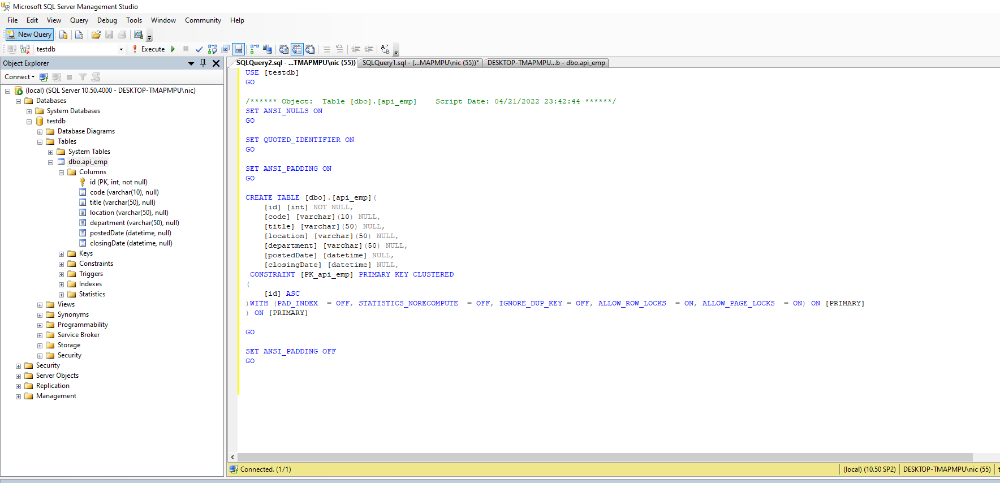 Microsoft SQL Server Management Studio
File Edit View Query Debug Tools Window Community Help
New Query
testdb Execute
Object Explorer
Connect
(local) (SQL Server 10.50.4000 - DESKTOP-TMAPMPU\nic)
Databases
System Databases
testdb
Database Diagrams
Tables
System Tables
dbo.api_emp
Columns
id (PK, int, not null)
code (varchar(10), null)
title (varchar(50), null)
location (varchar(50), null)
department (varchar(50), null)
postedDate (datetime, null)
closingDate (datetime, null)
Keys
Constraints
Triggers
Indexes
Statistics
Views
Synonyms
Programmability
Service Broker
Storage
Security
Security
Server Objects
Replication
Management
SQLQuery2.sql - ...TMAPMPU\nic (55)) SQLQuery1.sql - (...MAPMPU\nic (55))* DESKTOP-TMAPMPU...b - dbo.api_emp
USE [testdb]
GO
/****** Object:  Table [dbo].[api_emp]    Script Date: 04/21/2022 23:42:44 ******/
SET ANSI_NULLS ON
GO
SET QUOTED_IDENTIFIER ON
GO
SET ANSI_PADDING ON
GO
CREATE TABLE [dbo].[api_emp](
[id] [int] NOT NULL,
[code] [varchar](10) NULL,
[title] [varchar](50) NULL,
[location] [varchar](50) NULL,
[department] [varchar](50) NULL,
[postedDate] [datetime] NULL,
[closingDate] [datetime] NULL,
CONSTRAINT [PK_api_emp] PRIMARY KEY CLUSTERED
(
[id] ASC
)WITH (PAD_INDEX  = OFF, STATISTICS_NORECOMPUTE  = OFF, IGNORE_DUP_KEY = OFF, ALLOW_ROW_LOCKS  = ON, ALLOW_PAGE_LOCKS  = ON) ON [PRIMARY]
) ON [PRIMARY]
GO
SET ANSI_PADDING OFF
GO
Connected. (1/1) (local) (10.50 SP2) DESKTOP-TMAPMPU\nic (55)